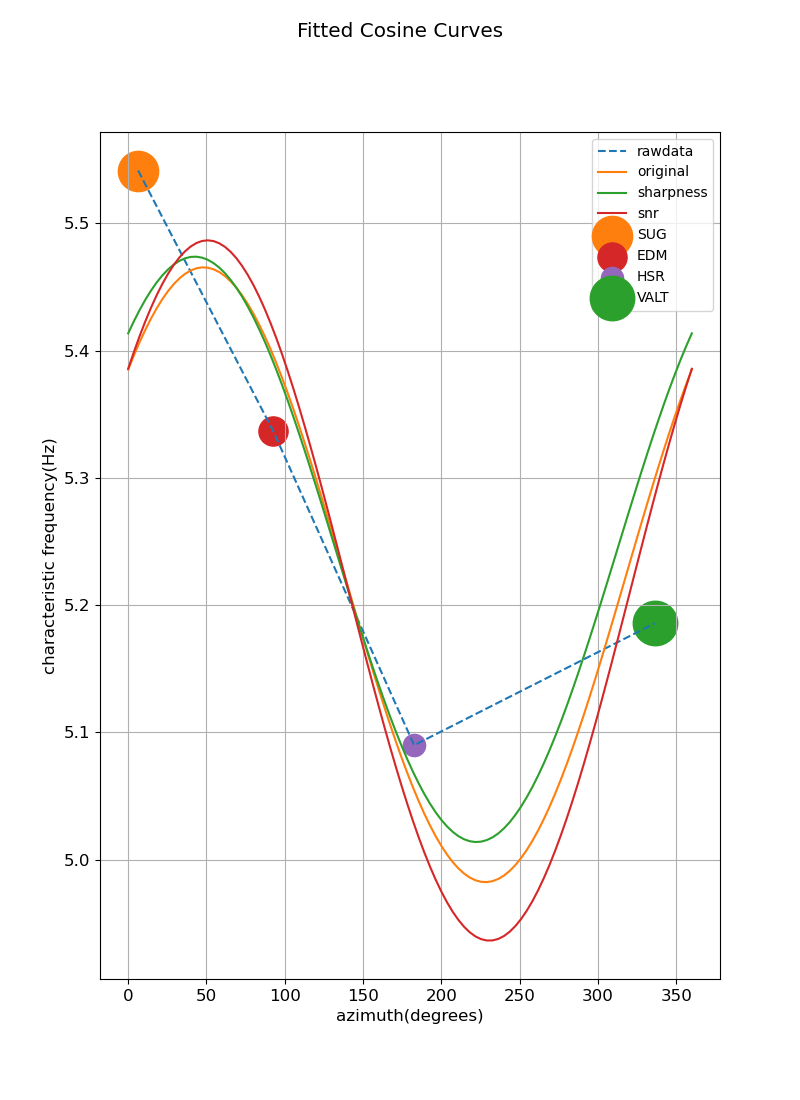 Fitted Cosine Curves
rawdata
original
sharpness
snr
SUG
EDM
HSR
VALT
characteristic frequency(Hz)
5.5
5.4
5.3
5.2
5.1
5.0
0 50 100 150 200 250 300 350
azimuth(degrees)